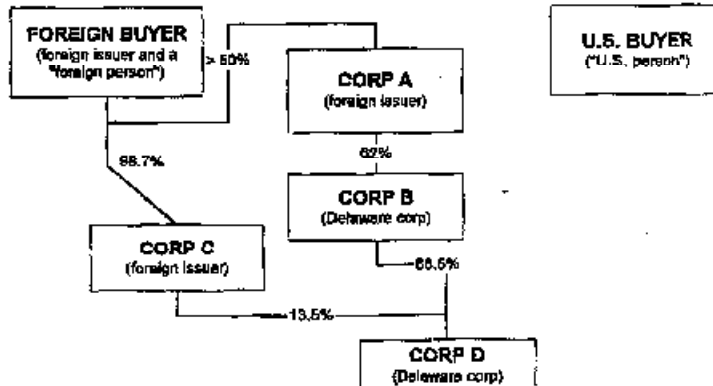 FOREIGN BUYER
(foreign issuer and a
"foreign person")
> 50%
U.S. BUYER
("U.S. person")
CORP A
(foreign issuer)
62%
98.7%
CORP B
(Delaware corp)
CORP C
(foreign issuer)
13.5%
CORP D
(Delaware corp)